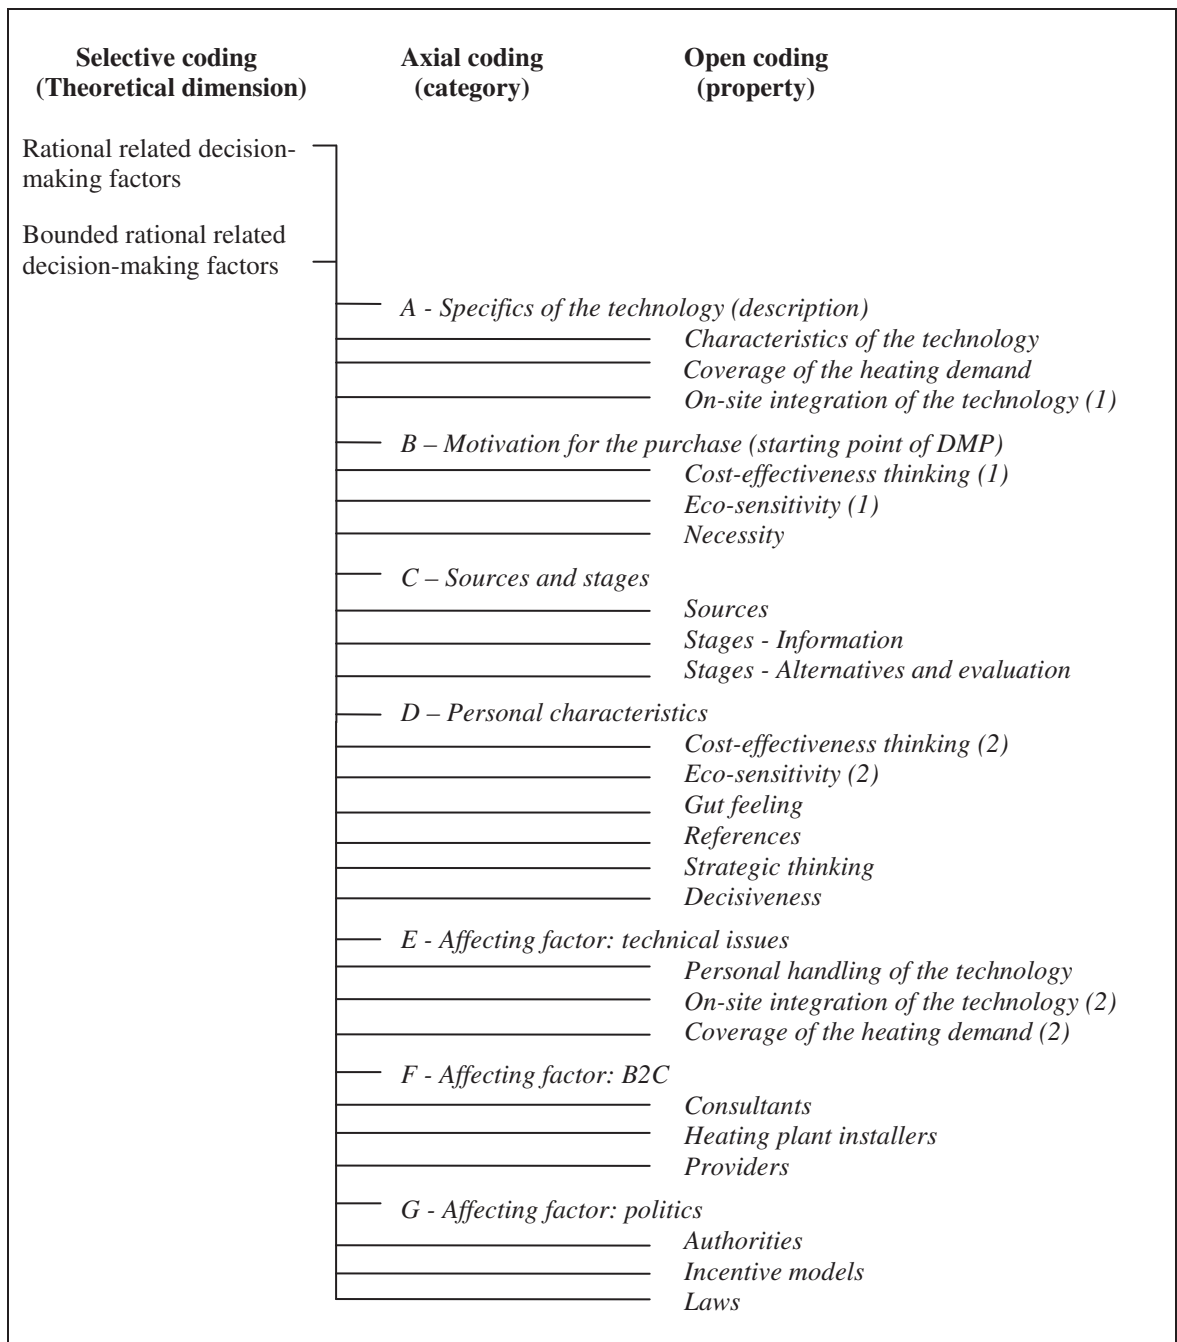 Selective coding Axial coding Open coding
(Theoretical dimension) (category) (property)
Rational related decision-
making factors
Bounded rational related
decision-making factors
A - Specifics of the technology (description)
Characteristics of the technology
Coverage of the heating demand
On-site integration of the technology (1)
B – Motivation for the purchase (starting point of DMP)
Cost-effectiveness thinking (1)
Eco-sensitivity (1)
Necessity
C – Sources and stages
Sources
Stages - Information
Stages - Alternatives and evaluation
D – Personal characteristics
Cost-effectiveness thinking (2)
Eco-sensitivity (2)
Gut feeling
References
Strategic thinking
Decisiveness
E - Affecting factor: technical issues
Personal handling of the technology
On-site integration of the technology (2)
Coverage of the heating demand (2)
F - Affecting factor: B2C
Consultants
Heating plant installers
Providers
G - Affecting factor: politics
Authorities
Incentive models
Laws